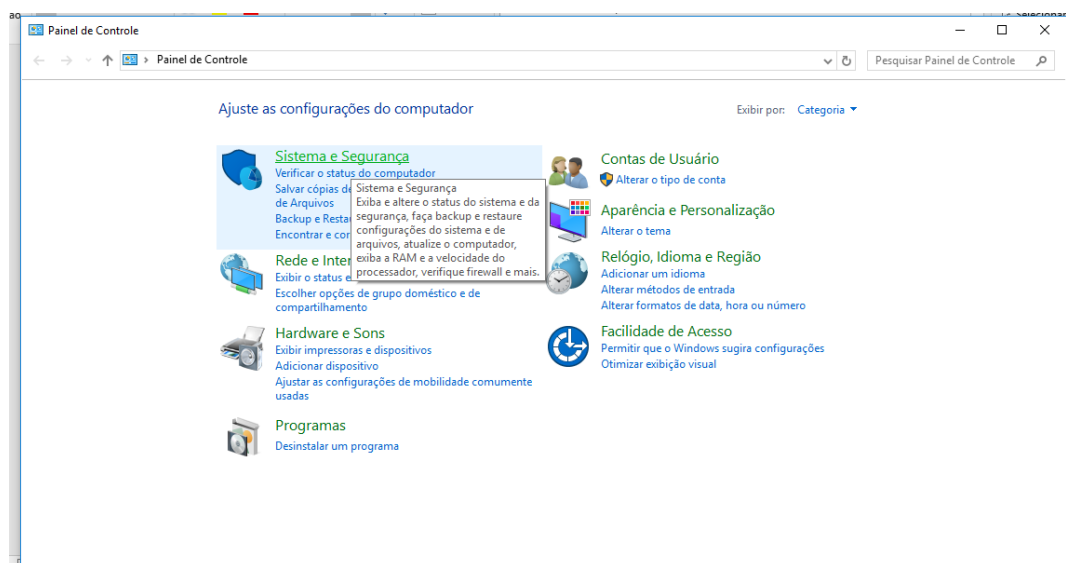 Painel de Controle
Painel de Controle
Pesquisar Painel de Controle
Ajuste as configurações do computador
Exibir por: Categoria
Sistema e Segurança
Verificar o status do computador
Salvar cópias de
de Arquivos
Backup e Restau
Encontrar e cor
Sistema e Segurança
Exiba e altere o status do sistema e da
segurança, faça backup e restaure
configurações do sistema e de
arquivos, atualize o computador,
exiba a RAM e a velocidade do
processador, verifique firewall e mais.
Rede e Inter
Exibir o status e
Escolher opções de grupo doméstico e de
compartilhamento
Hardware e Sons
Exibir impressoras e dispositivos
Adicionar dispositivo
Ajustar as configurações de mobilidade comumente
usadas
Programas
Desinstalar um programa
Contas de Usuário
Alterar o tipo de conta
Aparência e Personalização
Alterar o tema
Relógio, Idioma e Região
Adicionar um idioma
Alterar métodos de entrada
Alterar formatos de data, hora ou número
Facilidade de Acesso
Permitir que o Windows sugira configurações
Otimizar exibição visual